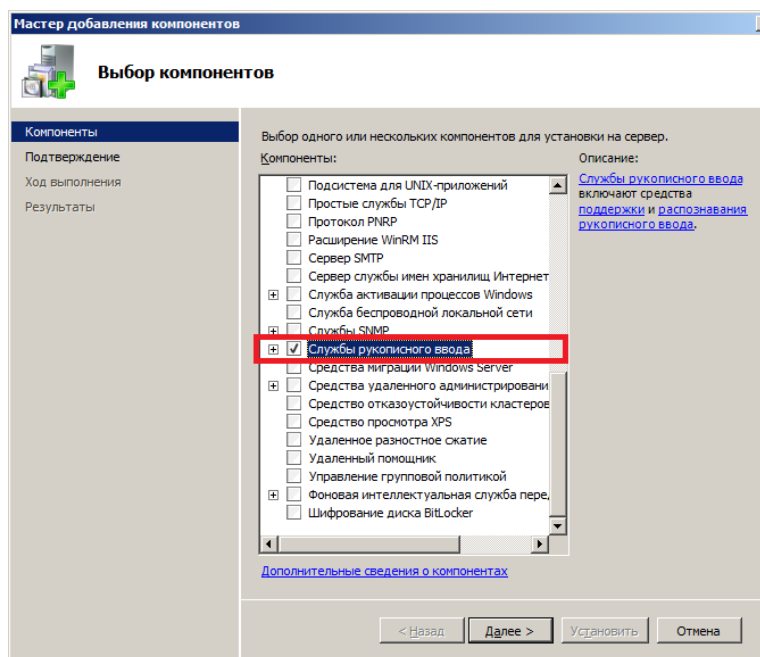 Мастер добавления компонентов
Выбор компонентов
Компоненты
Подтверждение
Ход выполнения
Результаты
Выбор одного или нескольких компонентов для установки на сервер.
Компоненты:
Подсистема для UNIX-приложений
Простые службы TCP/IP
Протокол PNRP
Расширение WinRM IIS
Сервер SMTP
Сервер службы имен хранилищ Интернет
Служба активации процессов Windows
Служба беспроводной локальной сети
Службы SNMP
Службы рукописного ввода
Средства миграции Windows Server
Средства удаленного администрировани
Средство отказоустойчивости кластеров
Средство просмотра XPS
Удаленное разностное сжатие
Удаленный помощник
Управление групповой политикой
Фоновая интеллектуальная служба пере
Шифрование диска BitLocker
Описание:
Службы рукописного ввода
включают средства
поддержки и распознавания
рукописного ввода.
Дополнительные сведения о компонентах
< Назад
Далее >
Установить
Отмена